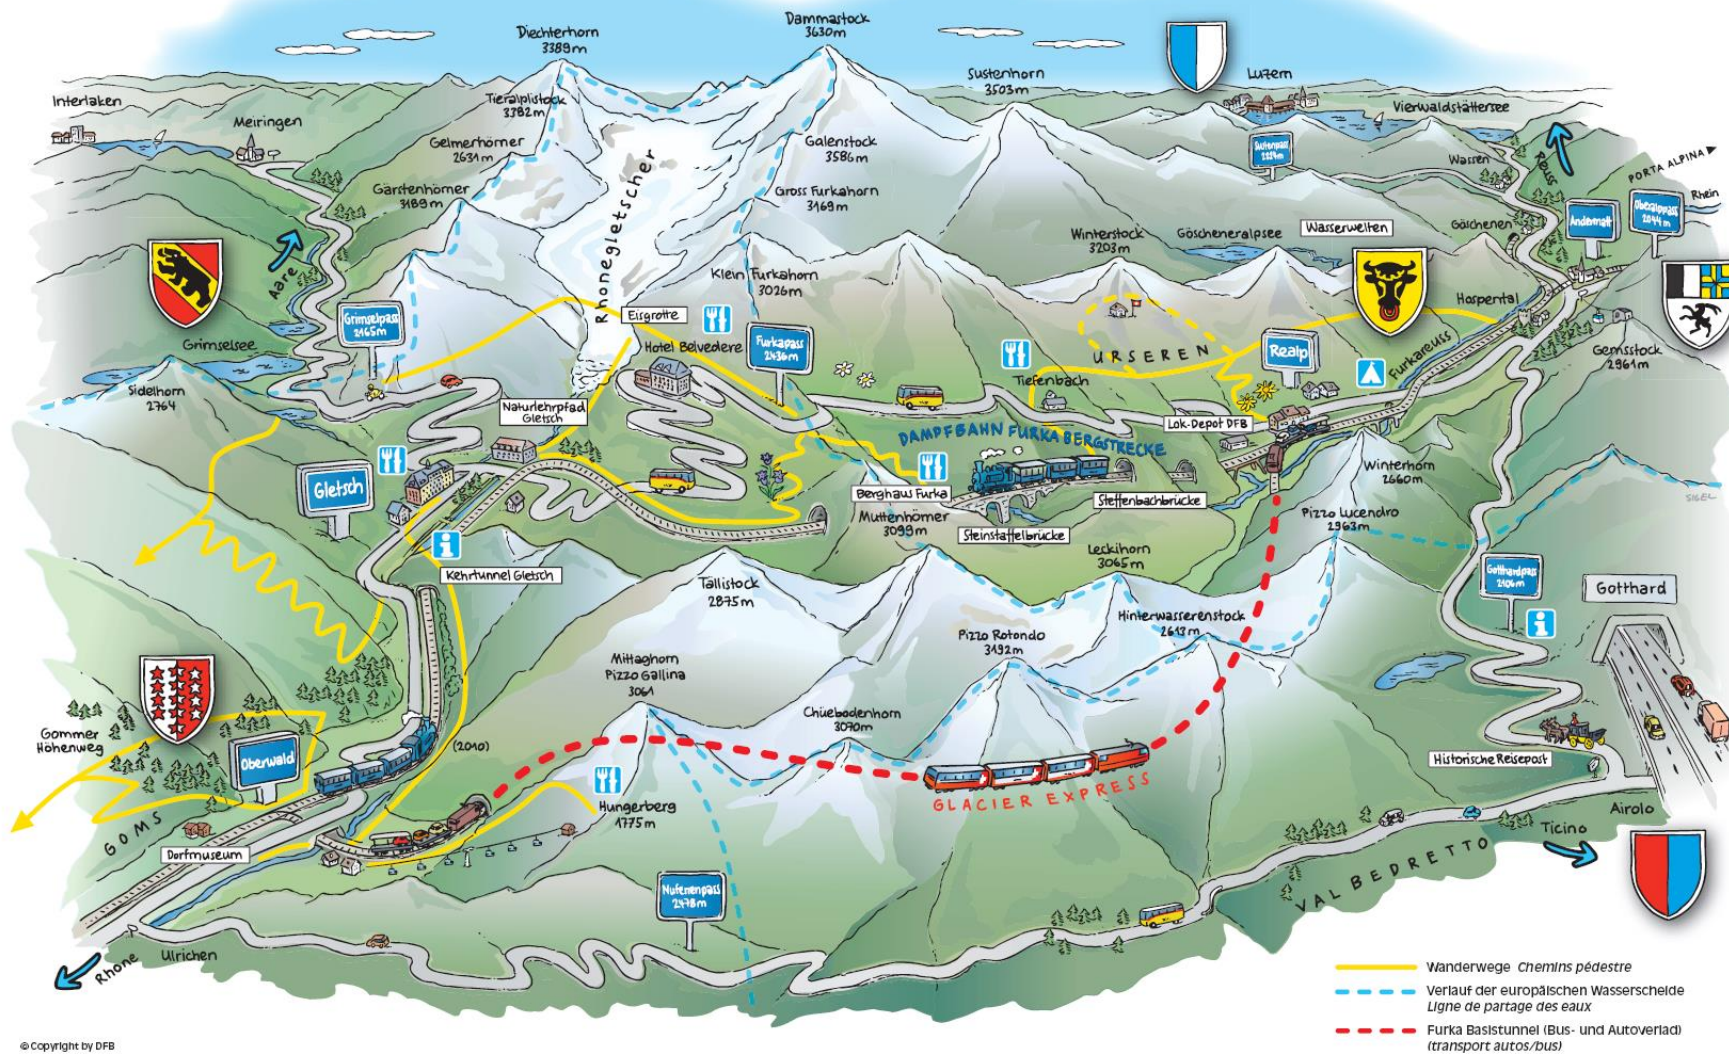 Dammastock
3630m
Diechterhorn
3389m
Sustenhorn
3503m
Luzern
Interlaken
Tieralplistock
3382m
Vierwaldstättersee
Meiringen
Gelmerhörner
2631m
Galenstock
3586m
Sustenpass
2224m
Wassen
Reuss
PORTA ALPINA
Rhein
Gärstenhörner
3189m
Rhonegletscher
Gross Furkahorn
3169m
Oberalppass
2044m
Andermatt
Göschenen
Winterstock
3203m
Göscheneralpsee
Wasserwelten
Aare
Klein Furkahorn
3026m
Hospental
Grimselpass
2165m
Eisgrotte
Furkapass
2436m
Hotel Belvedere
Grimselsee
URSEREN
Realp
Furkareuss
Gemsstock
2961m
Sidelhorn
2764
Tiefenbach
Naturlehrpfad
Gletsch
Lok-Depot DFB
DAMPFBAHN FURKA BERGSTRECKE
Gletsch
Winterhorn
2660m
Berghaus Furka
Steffenbachbrücke
SIGEL
Muttenhörner
3099m
Pizzo Lucendro
2963m
Steinstaffelbrücke
Leckihorn
3065m
Kehrtunnel Gletsch
Tällistock
2875m
Gotthardpass
2106m
Gotthard
Hinterwasserenstock
2613m
Pizzo Rotondo
3192m
Mittaghorn
Pizzo Gallina
3061
Chüebodenhorn
3070m
Gommer
Höhenweg
(2010)
Oberwald
Historische Reisepost
GLACIER EXPRESS
Hungerberg
1775m
Airolo
GOMS
Ticino
Dorfmuseum
VAL BEDRETTO
Nufenenpass
2478m
Rhone
Ulrichen
Wanderwege Chemins pédestre
Verlauf der europäischen Wasserscheide
Ligne de partage des eaux
Furka Basistunnel (Bus- und Autoverlad)
(transport autos/bus)
© Copyright by DFB